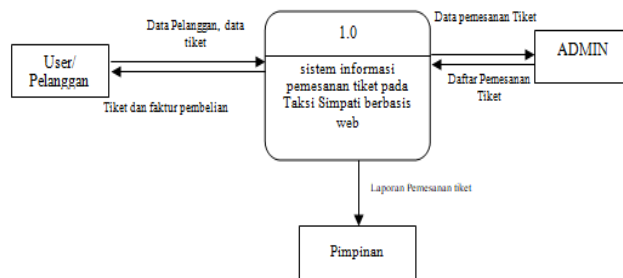 Data Pelanggan, data
tiket
User/
Pelanggan
Tiket dan faktur pembelian
1.0
sistem informasi
pemesanan tiket pada
Taksi Simpati berbasis
web
Data pemesanan Tiket
ADMIN
Daftar Pemesanan
Tiket
Laporan Pemesanan tiket
Pimpinan